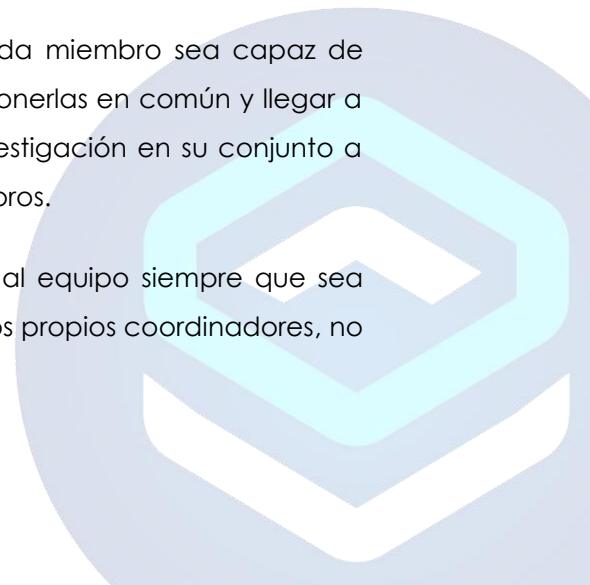 da miembro sea capaz de
onerlas en común y llegar a
estigación en su conjunto a
bros.
al equipo siempre que sea
os propios coordinadores, no